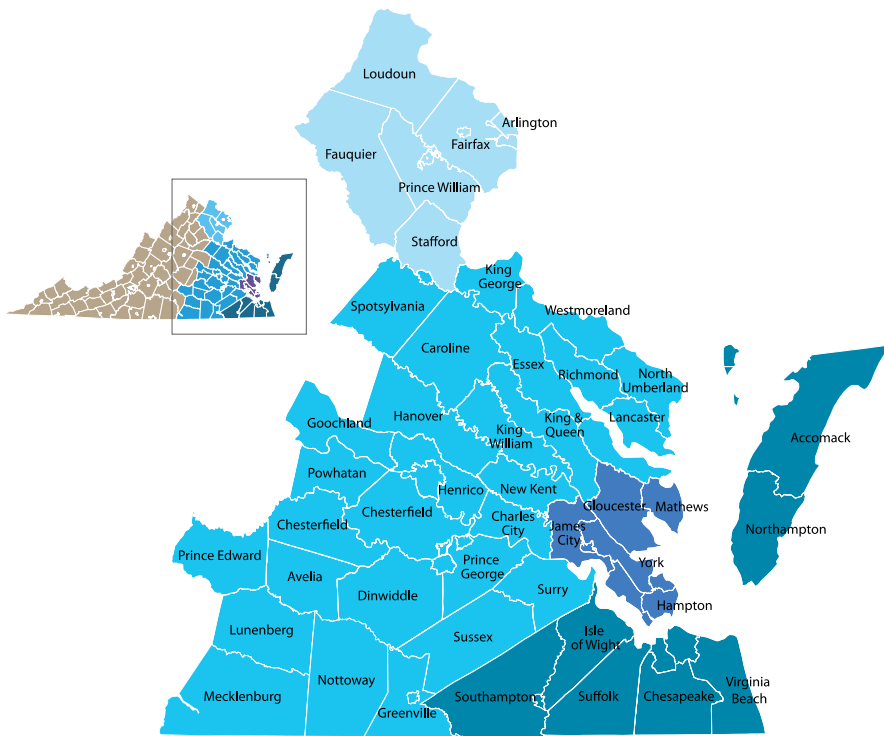 Loudoun
Arlington
Fairfax
Fauquier
Prince William
Stafford
King
George
Spotsylvania
Westmoreland
Caroline
Essex
Richmond
North
Umberland
Goochland
Hanover
King
William
King &
Queen
Lancaster
Accomack
Powhatan
Henrico
New Kent
Gloucester
Mathews
Chesterfield
Chesterfield
Charles
City
James
City
Northampton
Prince Edward
Avelia
Prince
George
York
Dinwiddle
Surry
Hampton
Lunenberg
Sussex
Isle
of Wight
Mecklenburg
Nottoway
Greenville
Southampton
Suffolk
Chesapeake
Virginia
Beach